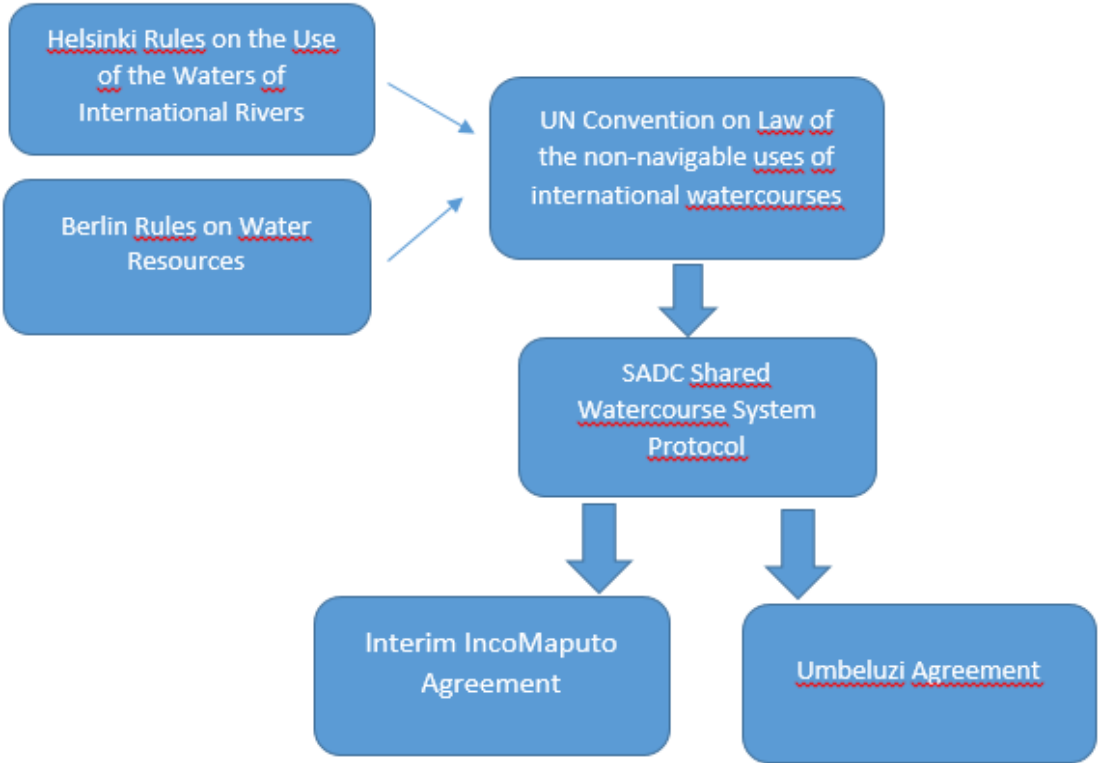 Helsinki Rules on the Use
of the Waters of
International Rivers
UN Convention on Law of
the non-navigable uses of
international watercourses
Berlin Rules on Water
Resources
SADC Shared
Watercourse System
Protocol
Interim IncoMaputo
Agreement
Umbeluzi Agreement